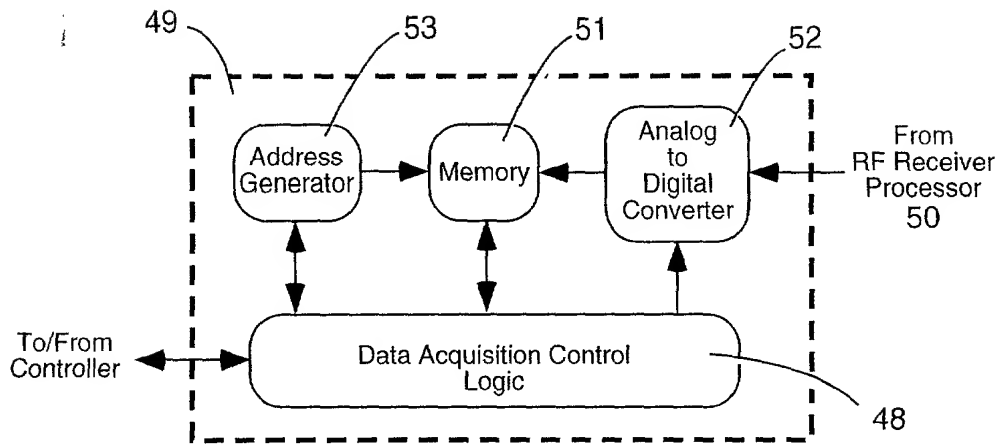 49
53
51
52
Address
Generator
Memory
Analog
to
Digital
Converter
From
RF Receiver
Processor
50
To/From
Controller
Data Acquisition Control
Logic
48